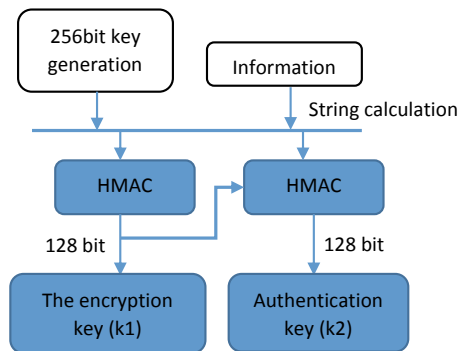 256bit key
generation
Information
String calculation
HMAC
HMAC
128 bit
128 bit
The encryption
key (k1)
Authentication
key (k2)